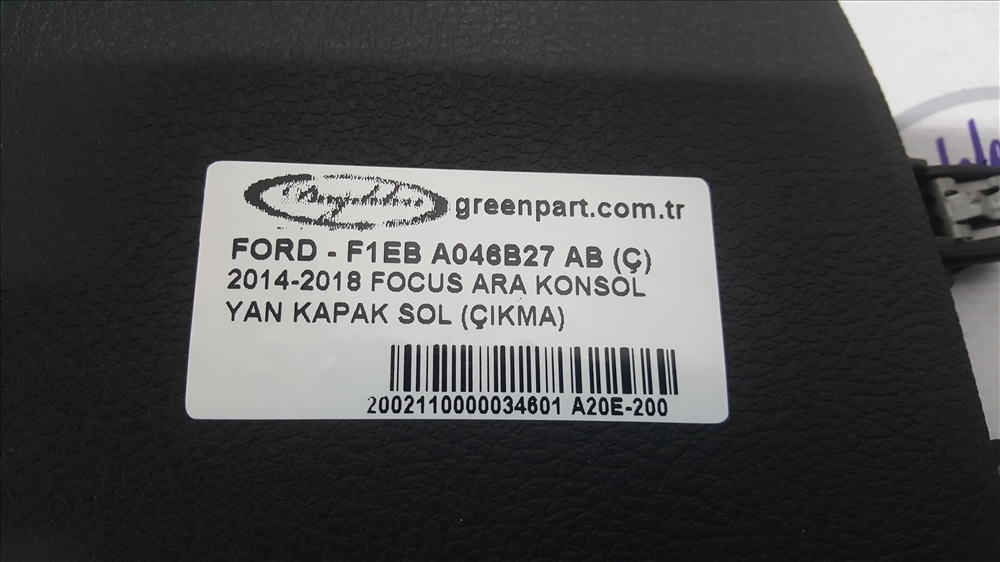 greenpart.com.tr
FORD - F1EB A046B27 AB (Ç)
2014-2018 FOCUS ARA KONSOL
YAN KAPAK SOL (ÇIKMA)
2002110000034601 A20E-200